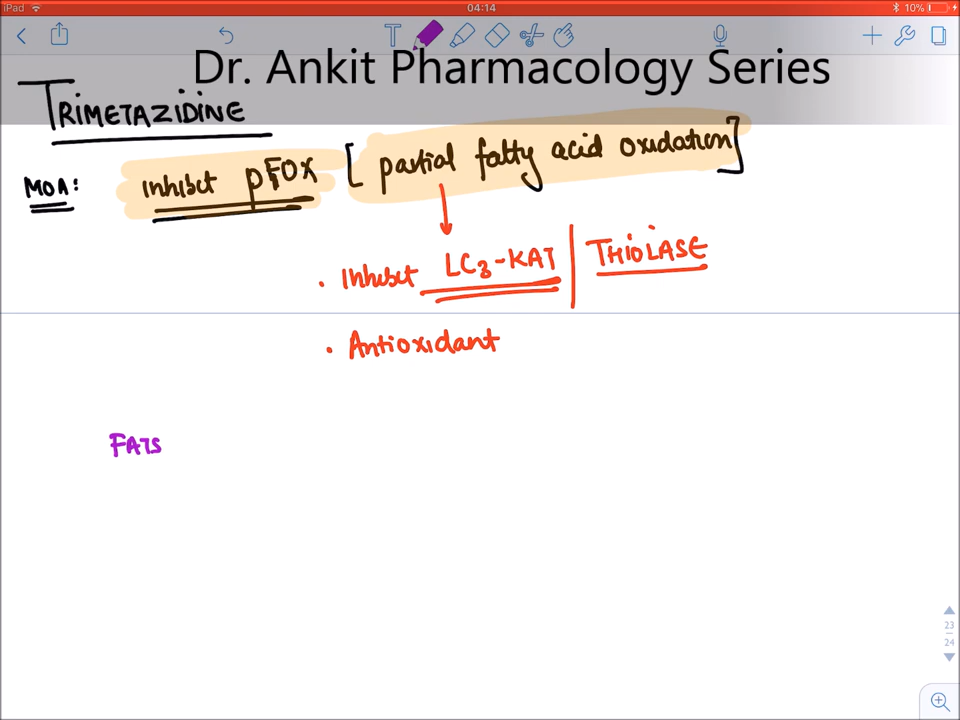 iPad 04:14 10%
T
Dr. Ankit Pharmacology Series
TRIMETAZIDINE
MOA: Inhibit pFOX [partial fatty acid oxidation]
• Inhibit LC3-KAT | THIOLASE
• Antioxidant
FATS
23
24